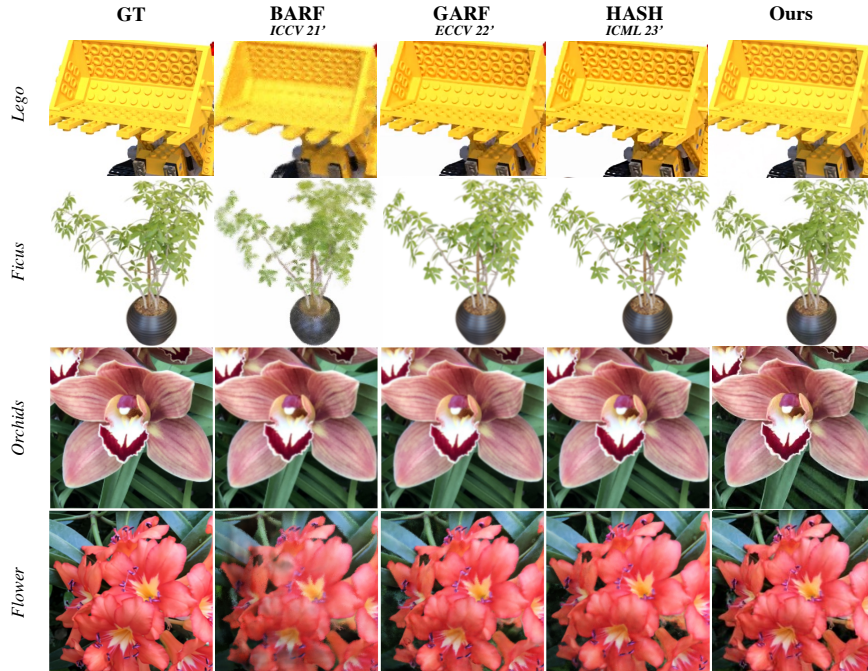 GT BARF GARF HASH Ours
ICCV 21’ ECCV 22’ ICML 23’
Lego
Ficus
Orchids
Flower